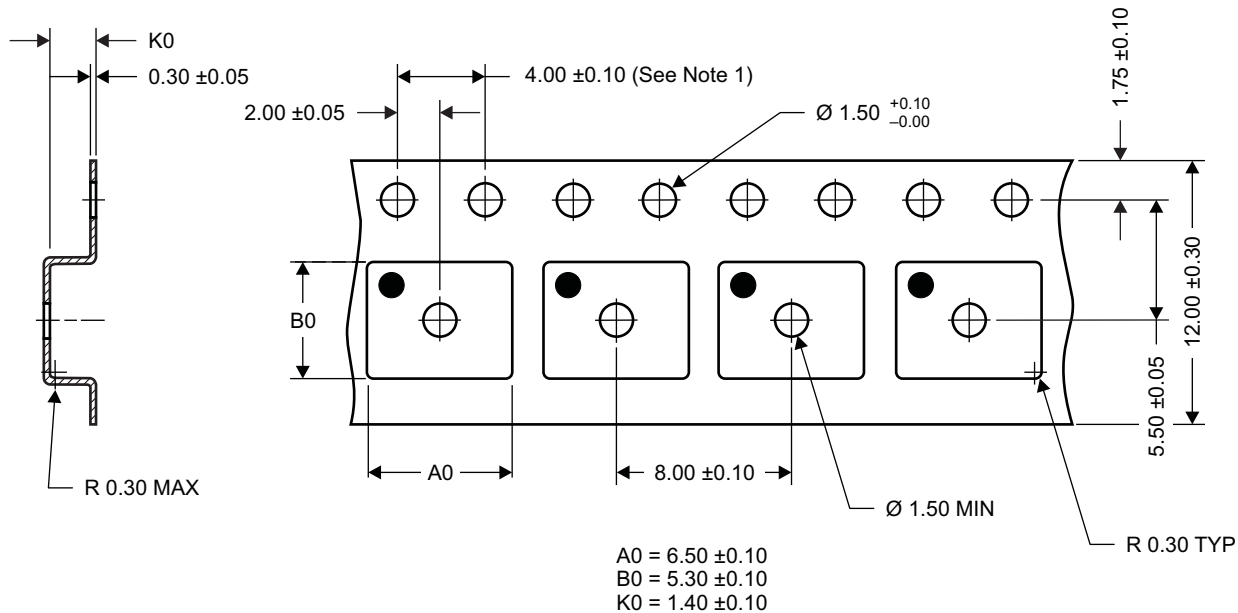 K0
0.30 ±0.05
2.00 ±0.05
4.00 ±0.10 (See Note 1)
Ø 1.50 +0.10 –0.00
1.75 ±0.10
B0
12.00 ±0.30
5.50 ±0.05
R 0.30 MAX
A0
8.00 ±0.10
Ø 1.50 MIN
R 0.30 TYP
A0 = 6.50 ±0.10
B0 = 5.30 ±0.10
K0 = 1.40 ±0.10